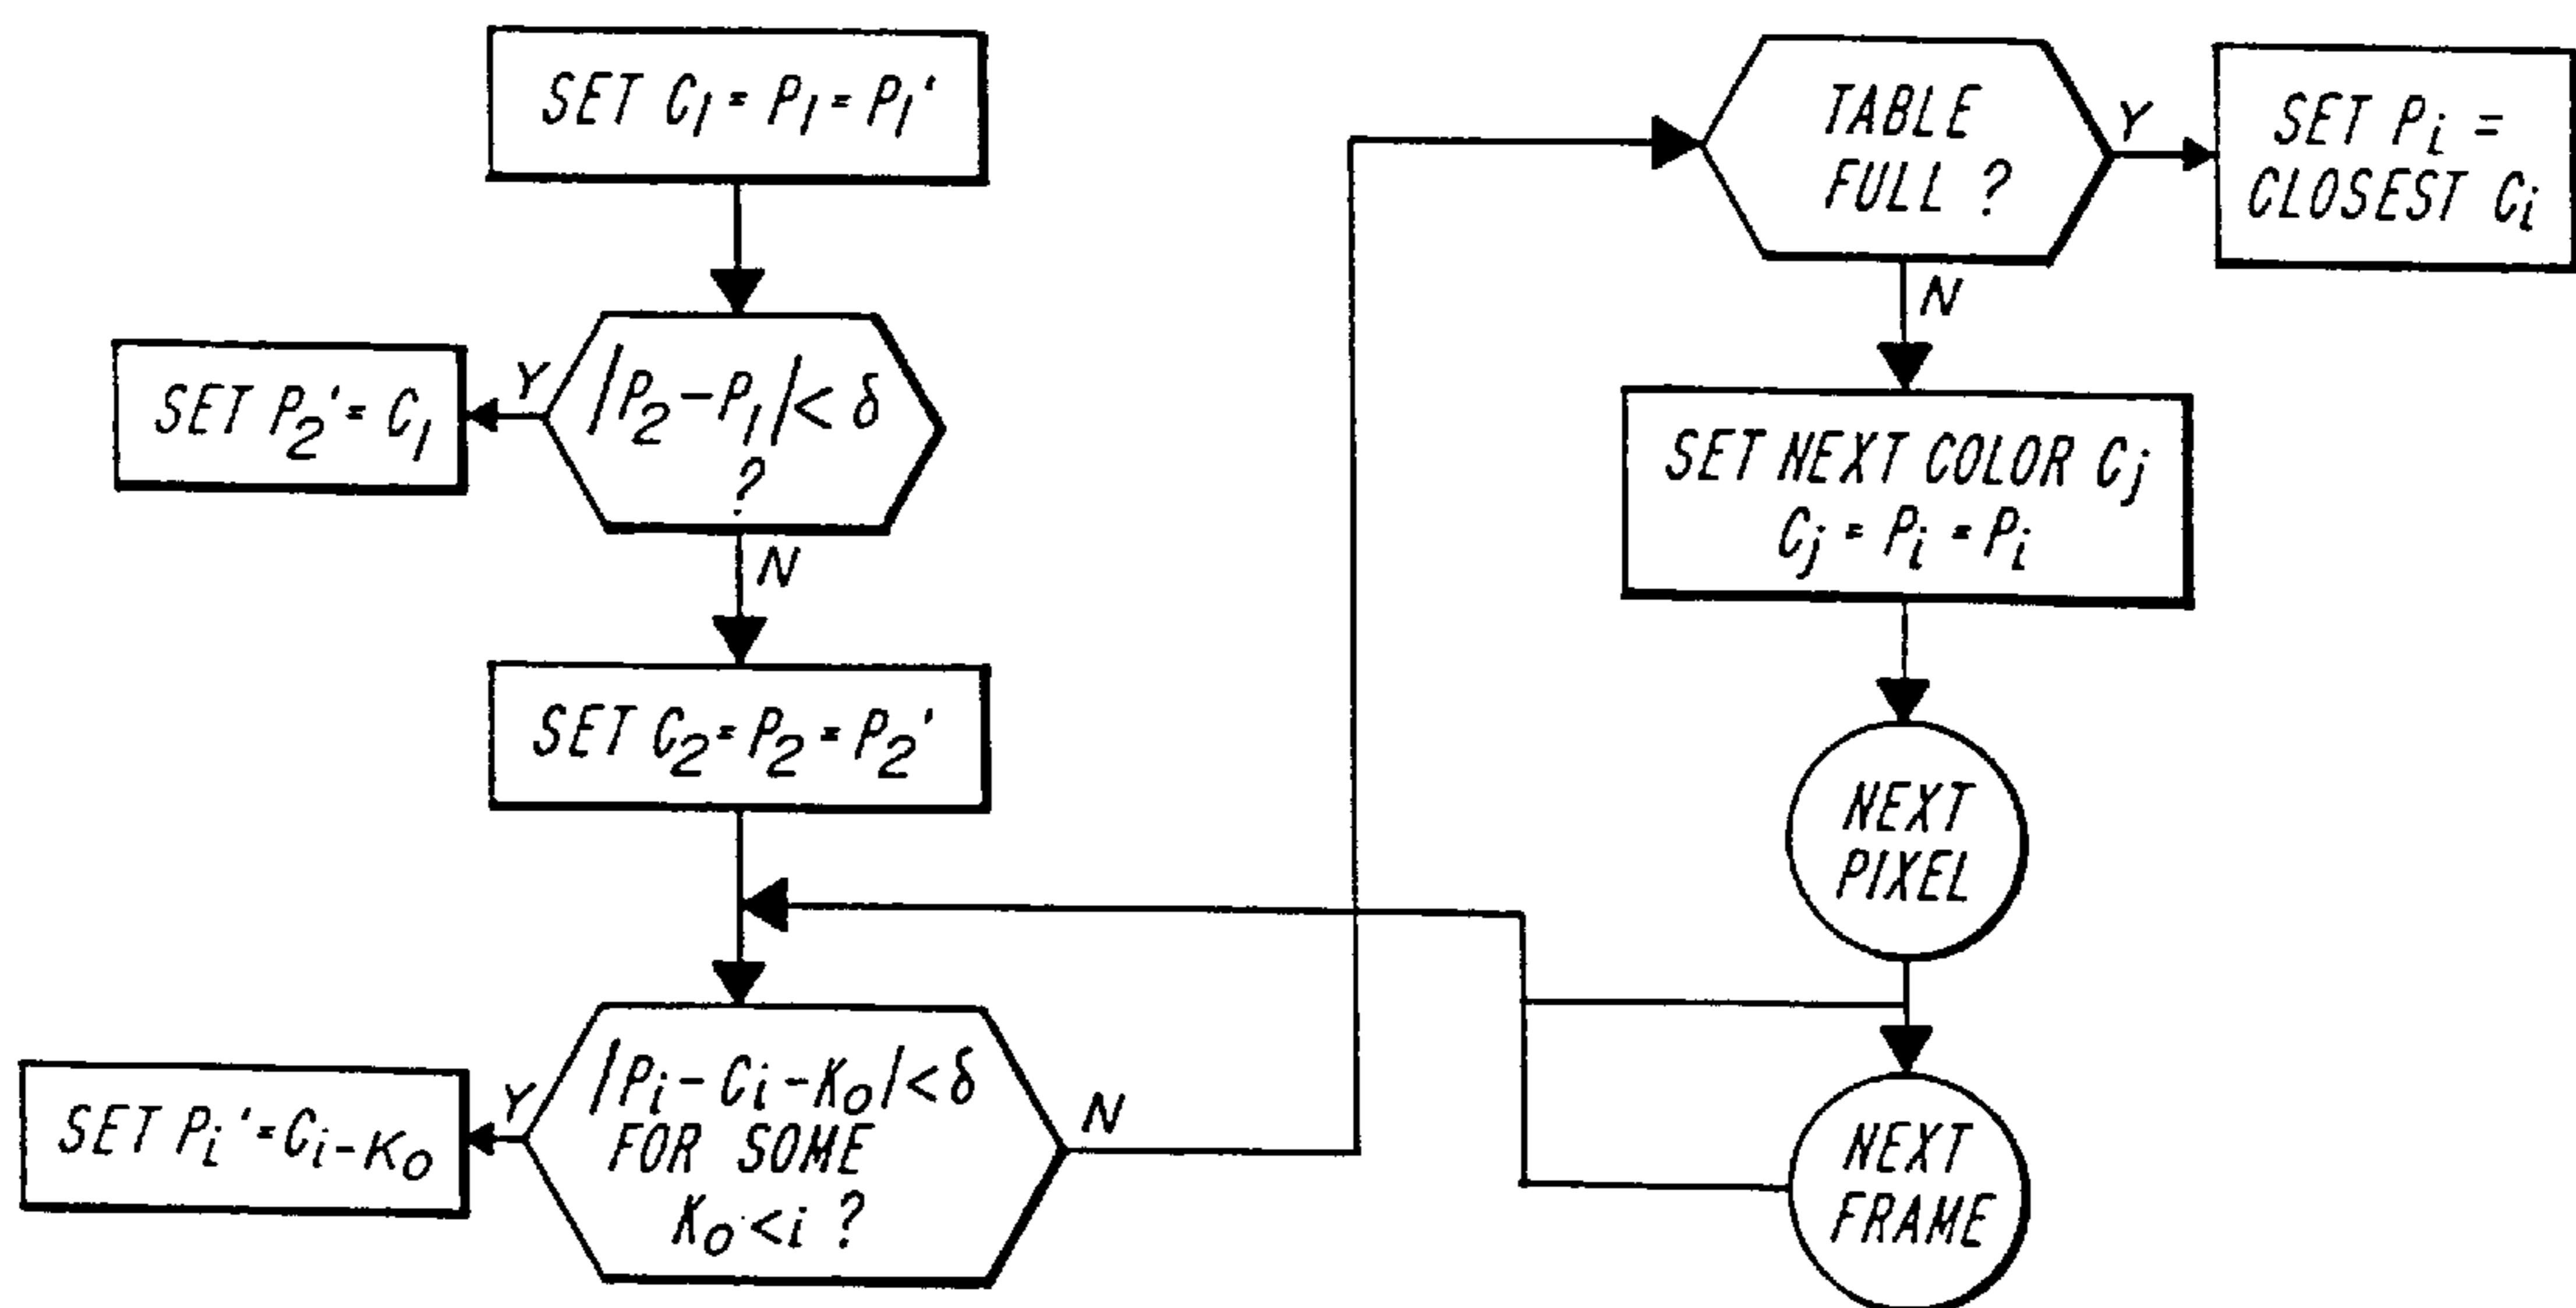 SET C₁ = P₁ = P₁'
|P₂ - P₁| < δ
?
Y
SET P₂' = C₁
N
SET C₂ = P₂ = P₂'
|Pᵢ - Cᵢ - K₀| < δ
FOR SOME
K₀ < i ?
Y
SET Pᵢ' = Cᵢ₋K₀
N
TABLE
FULL ?
Y
SET Pᵢ =
CLOSEST Cᵢ
N
SET NEXT COLOR Cⱼ
Cⱼ = Pᵢ = Pᵢ
NEXT
PIXEL
NEXT
FRAME